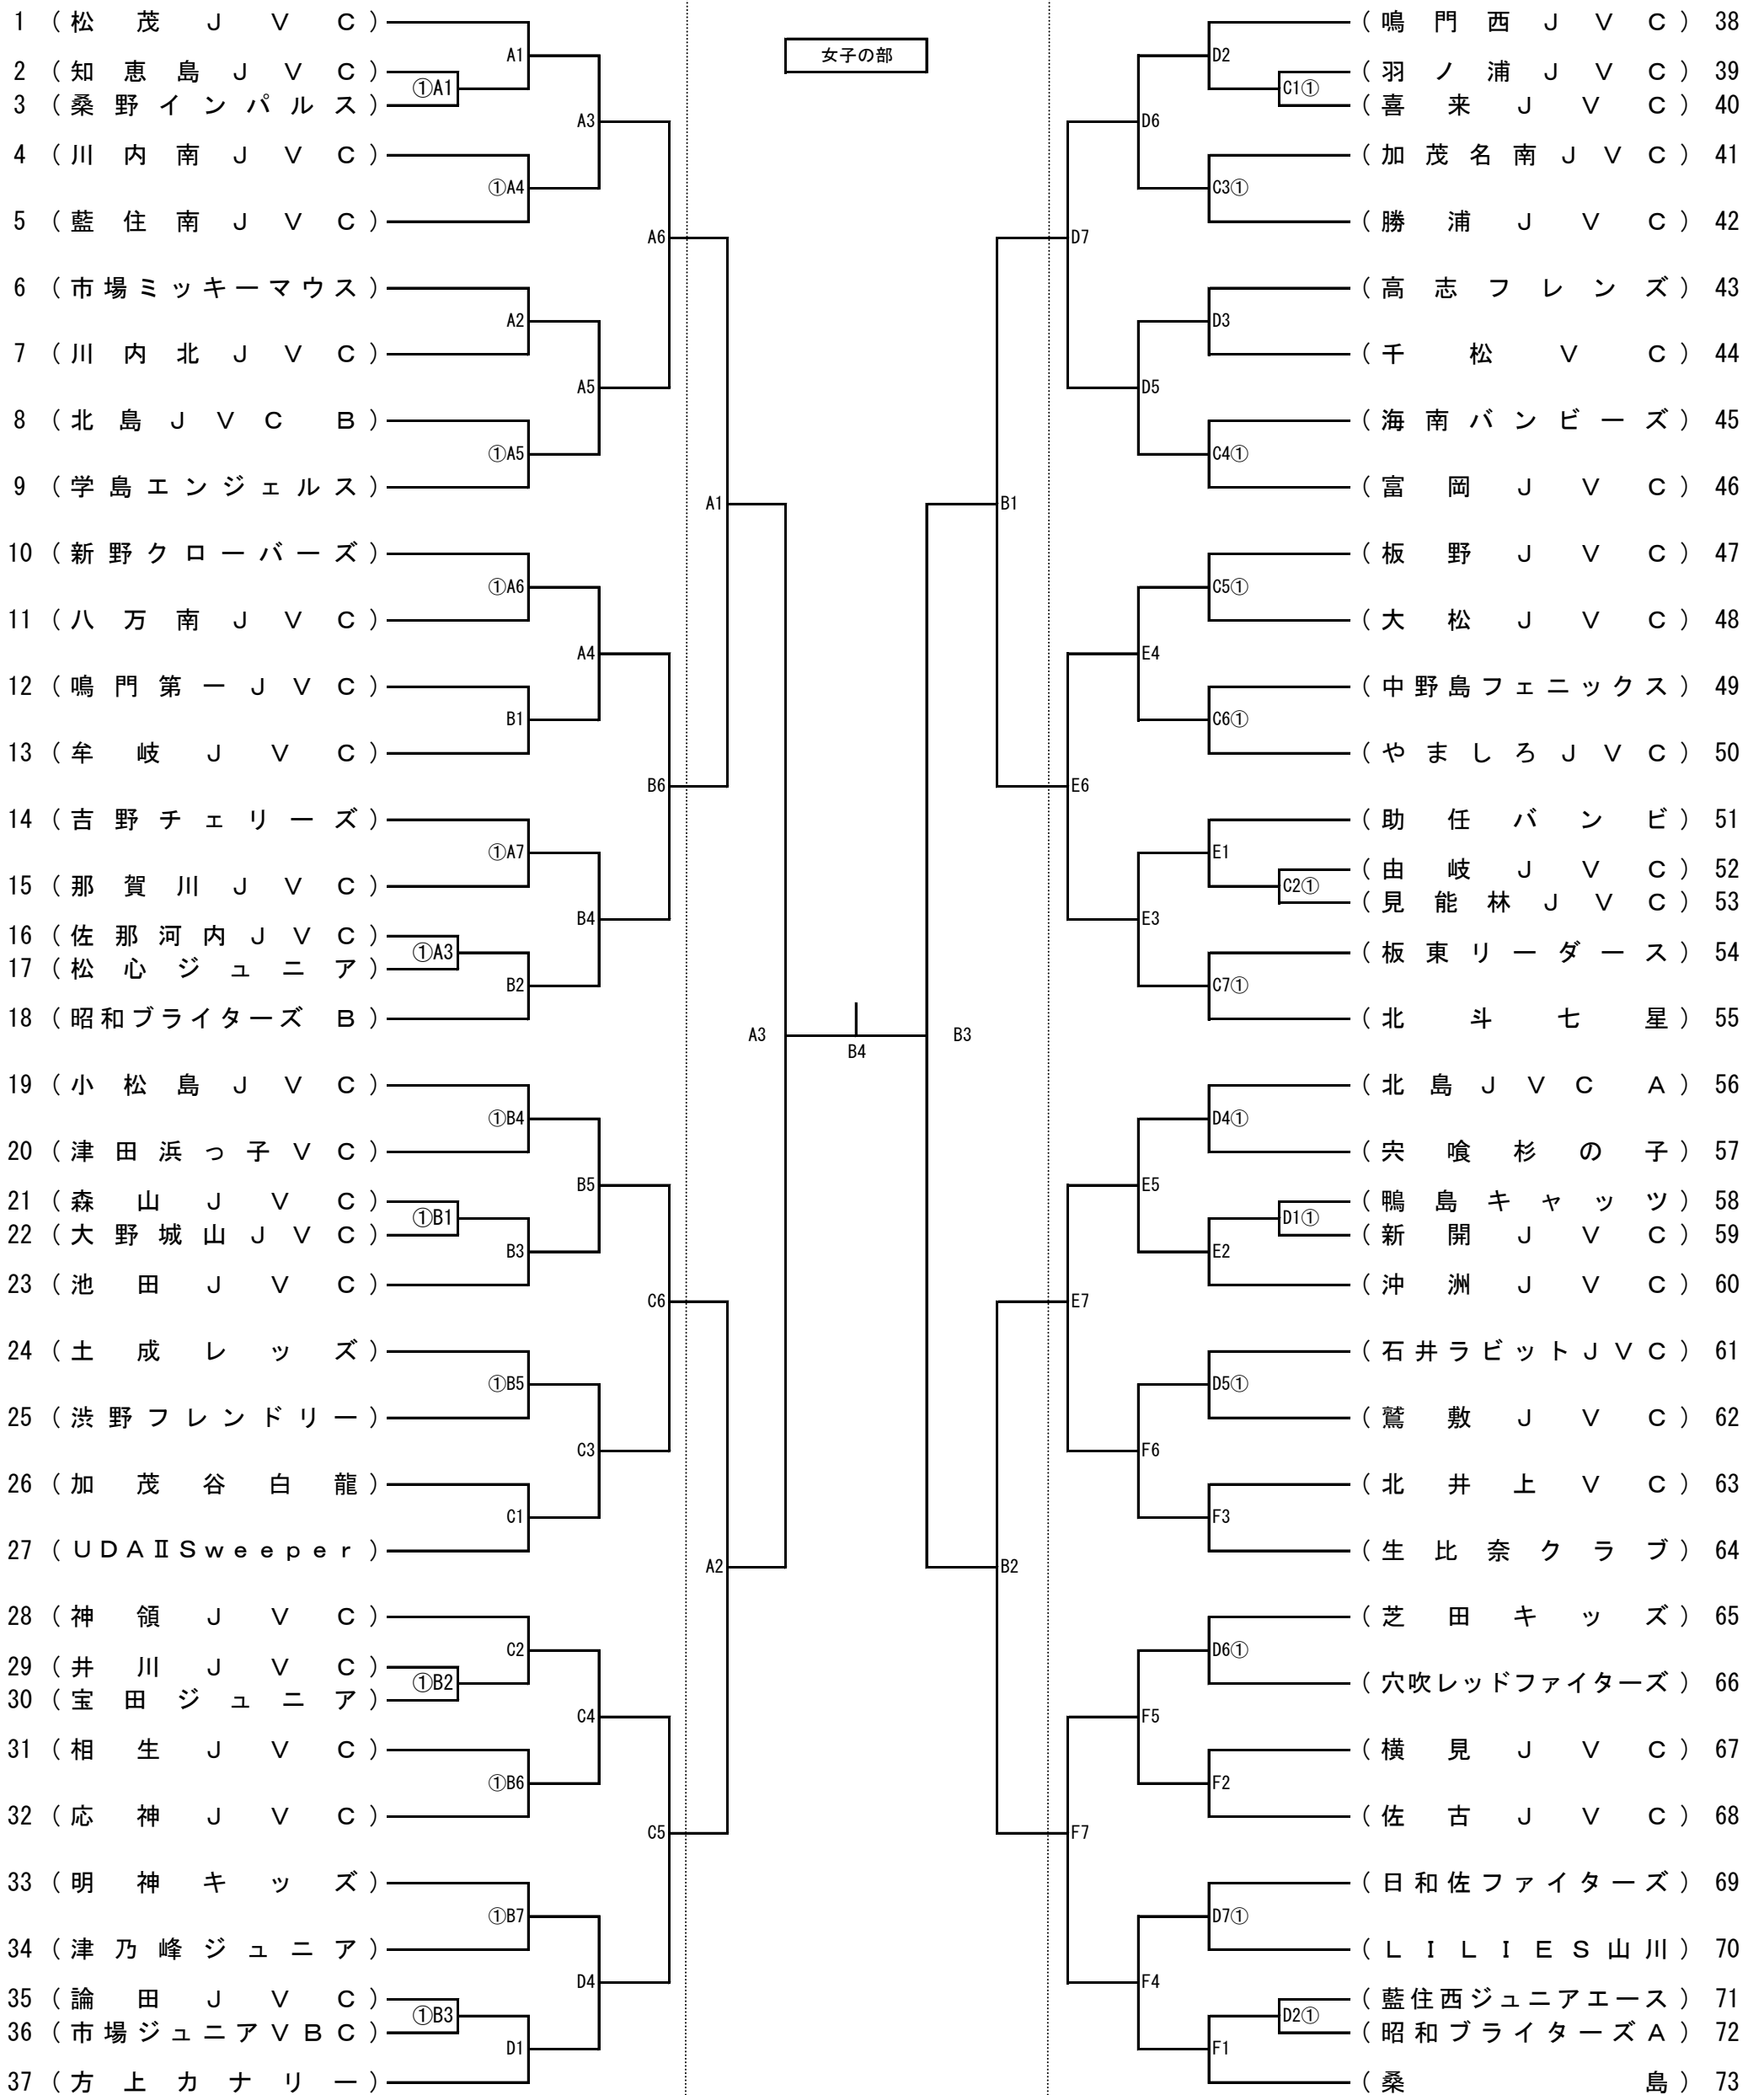 女子の部
1 （松茂ＪＶＣ）
A1
2 （知恵島ＪＶＣ）
①A1
3 （桑野インパルス）
A3
4 （川内南ＪＶＣ）
①A4
5 （藍住南ＪＶＣ）
A6
6 （市場ミッキーマウス）
A2
7 （川内北ＪＶＣ）
A5
8 （北島ＪＶＣ Ｂ）
①A5
9 （学島エンジェルス）
A1
10 （新野クローバーズ）
①A6
11 （八万南ＪＶＣ）
A4
12 （鳴門第一ＪＶＣ）
B1
13 （牟岐ＪＶＣ）
B6
14 （吉野チェリーズ）
①A7
15 （那賀川ＪＶＣ）
B4
16 （佐那河内ＪＶＣ）
①A3
17 （松心ジュニア）
B2
18 （昭和ブライターズ Ｂ）
A3
19 （小松島ＪＶＣ）
①B4
20 （津田浜っ子ＶＣ）
B5
21 （森山ＪＶＣ）
①B1
22 （大野城山ＪＶＣ）
B3
23 （池田ＪＶＣ）
C6
24 （土成レッズ）
①B5
25 （渋野フレンドリー）
C3
26 （加茂谷白龍）
C1
27 （ＵＤＡⅡＳｗｅｅｐｅｒ）
A2
28 （神領ＪＶＣ）
C2
29 （井川ＪＶＣ）
①B2
30 （宝田ジュニア）
C4
31 （相生ＪＶＣ）
①B6
32 （応神ＪＶＣ）
C5
33 （明神キッズ）
①B7
34 （津乃峰ジュニア）
D4
35 （論田ＪＶＣ）
①B3
36 （市場ジュニアＶＢＣ）
D1
37 （方上カナリー）
B4
（鳴門西ＪＶＣ） 38
D2
（羽ノ浦ＪＶＣ） 39
C1①
（喜来ＪＶＣ） 40
D6
（加茂名南ＪＶＣ） 41
C3①
（勝浦ＪＶＣ） 42
D7
（高志フレンズ） 43
D3
（千松ＶＣ） 44
D5
（海南バンビーズ） 45
C4①
（富岡ＪＶＣ） 46
B1
（板野ＪＶＣ） 47
C5①
（大松ＪＶＣ） 48
E4
（中野島フェニックス） 49
C6①
（やましろＪＶＣ） 50
E6
（助任バンビ） 51
E1
（由岐ＪＶＣ） 52
C2①
（見能林ＪＶＣ） 53
E3
（板東リーダース） 54
C7①
（北斗七星） 55
B3
（北島ＪＶＣ Ａ） 56
D4①
（宍喰杉の子） 57
E5
（鴨島キャッツ） 58
D1①
（新開ＪＶＣ） 59
E2
（沖洲ＪＶＣ） 60
E7
（石井ラビットＪＶＣ） 61
D5①
（鷲敷ＪＶＣ） 62
F6
（北井上ＶＣ） 63
F3
（生比奈クラブ） 64
B2
（芝田キッズ） 65
D6①
（穴吹レッドファイターズ） 66
F5
（横見ＪＶＣ） 67
F2
（佐古ＪＶＣ） 68
F7
（日和佐ファイターズ） 69
D7①
（ＬＩＬＩＥＳ山川） 70
F4
（藍住西ジュニアエース） 71
D2①
（昭和ブライターズＡ） 72
F1
（桑島） 73